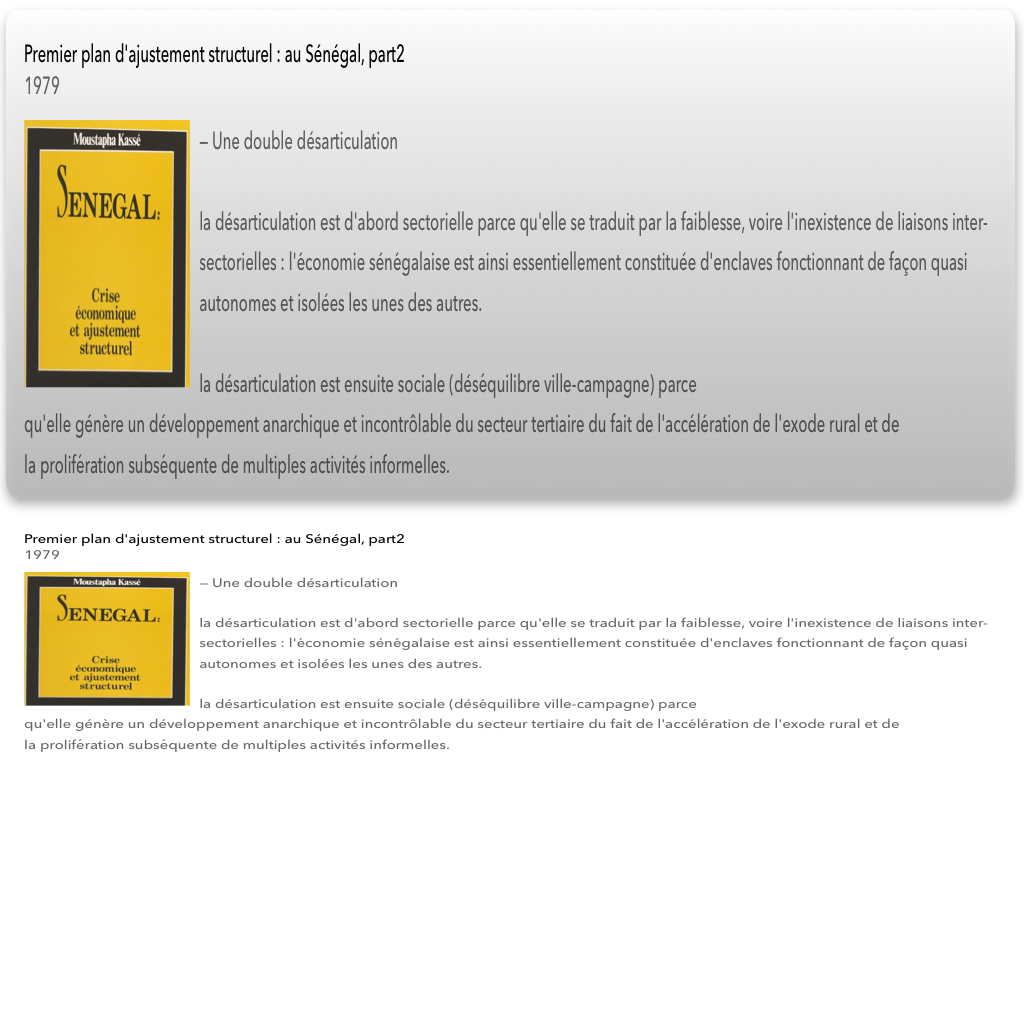 Premier plan d'ajustement structurel : au Sénégal, part2
1979
Moustapha Kassé
SENEGAL:
Crise
économique
et ajustement
structurel
– Une double désarticulation
la désarticulation est d'abord sectorielle parce qu'elle se traduit par la faiblesse, voire l'inexistence de liaisons inter-
sectorielles : l'économie sénégalaise est ainsi essentiellement constituée d'enclaves fonctionnant de façon quasi
autonomes et isolées les unes des autres.
la désarticulation est ensuite sociale (déséquilibre ville-campagne) parce
qu'elle génère un développement anarchique et incontrôlable du secteur tertiaire du fait de l'accélération de l'exode rural et de
la prolifération subséquente de multiples activités informelles.
Premier plan d'ajustement structurel : au Sénégal, part2
1979
Moustapha Kassé
SENEGAL:
Crise
économique
et ajustement
structurel
– Une double désarticulation
la désarticulation est d'abord sectorielle parce qu'elle se traduit par la faiblesse, voire l'inexistence de liaisons inter-
sectorielles : l'économie sénégalaise est ainsi essentiellement constituée d'enclaves fonctionnant de façon quasi
autonomes et isolées les unes des autres.
la désarticulation est ensuite sociale (déséquilibre ville-campagne) parce
qu'elle génère un développement anarchique et incontrôlable du secteur tertiaire du fait de l'accélération de l'exode rural et de
la prolifération subséquente de multiples activités informelles.